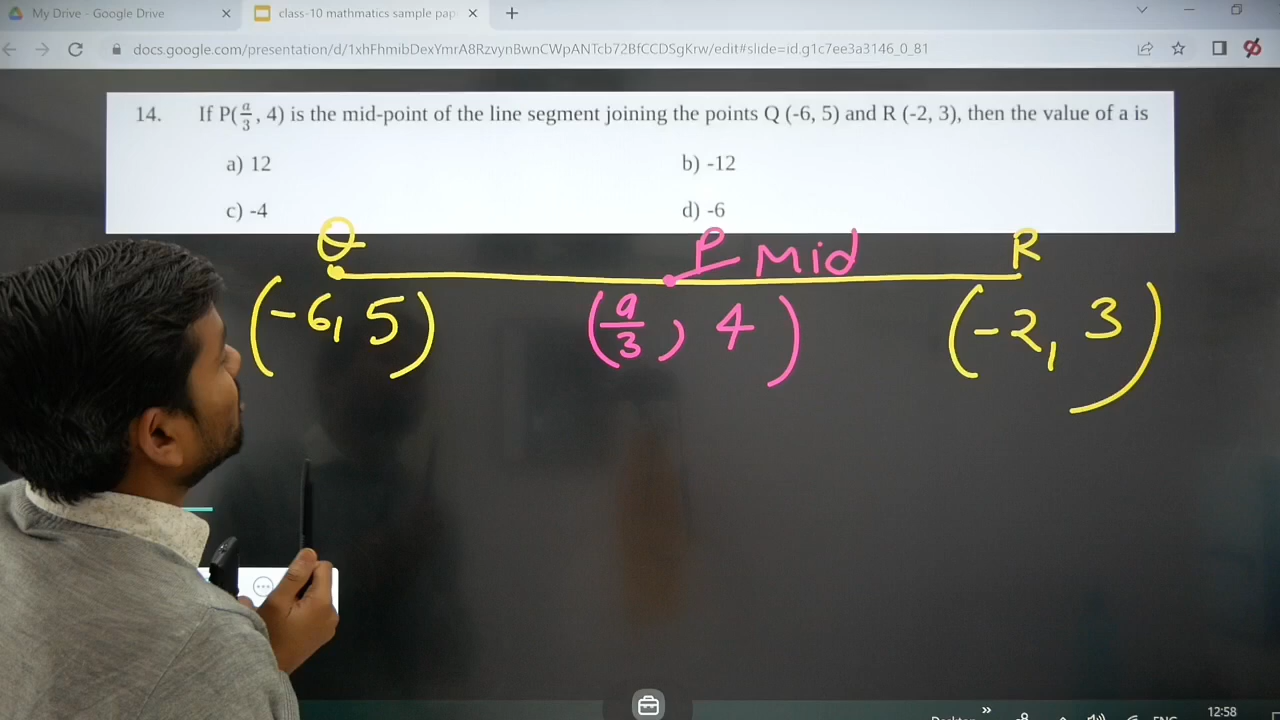 My Drive - Google Drive
class-10 mathmatics sample pap
docs.google.com/presentation/d/1xhFhmibDexYmrA8RzvynBwnCWpANTcb72BfCCDSgKrw/edit#slide=id.g1c7ee3a3146_0_81
14. If P(a/3, 4) is the mid-point of the line segment joining the points Q (-6, 5) and R (-2, 3), then the value of a is
a) 12 b) -12
c) -4 d) -6
Q P Mid R
(-6, 5) (a/3, 4) (-2, 3)
12:58